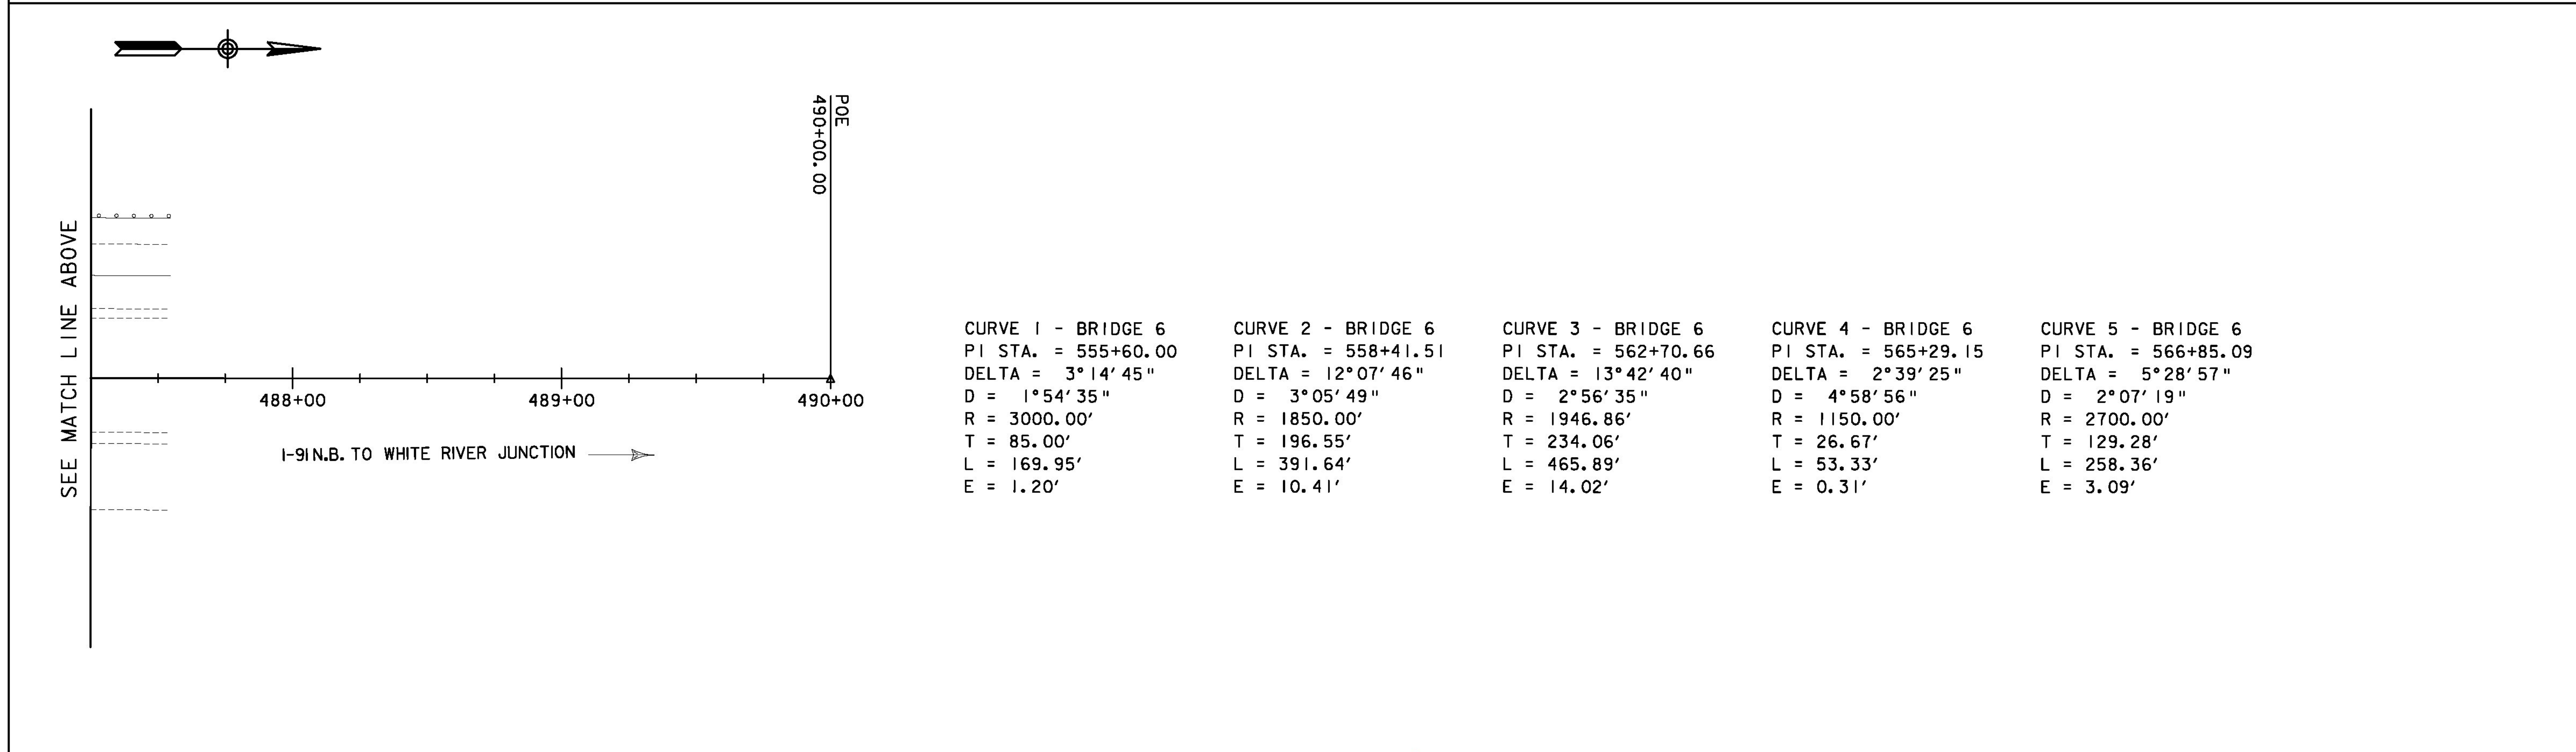 POE
490+00.00
SEE MATCH LINE ABOVE
488+00
489+00
490+00
I-91 N.B. TO WHITE RIVER JUNCTION
CURVE 1 - BRIDGE 6
PI STA. = 555+60.00
DELTA = 3°14'45"
D = 1°54'35"
R = 3000.00'
T = 85.00'
L = 169.95'
E = 1.20'
CURVE 2 - BRIDGE 6
PI STA. = 558+41.51
DELTA = 12°07'46"
D = 3°05'49"
R = 1850.00'
T = 196.55'
L = 391.64'
E = 10.41'
CURVE 3 - BRIDGE 6
PI STA. = 562+70.66
DELTA = 13°42'40"
D = 2°56'35"
R = 1946.86'
T = 234.06'
L = 465.89'
E = 14.02'
CURVE 4 - BRIDGE 6
PI STA. = 565+29.15
DELTA = 2°39'25"
D = 4°58'56"
R = 1150.00'
T = 26.67'
L = 53.33'
E = 0.31'
CURVE 5 - BRIDGE 6
PI STA. = 566+85.09
DELTA = 5°28'57"
D = 2°07'19"
R = 2700.00'
T = 129.28'
L = 258.36'
E = 3.09'